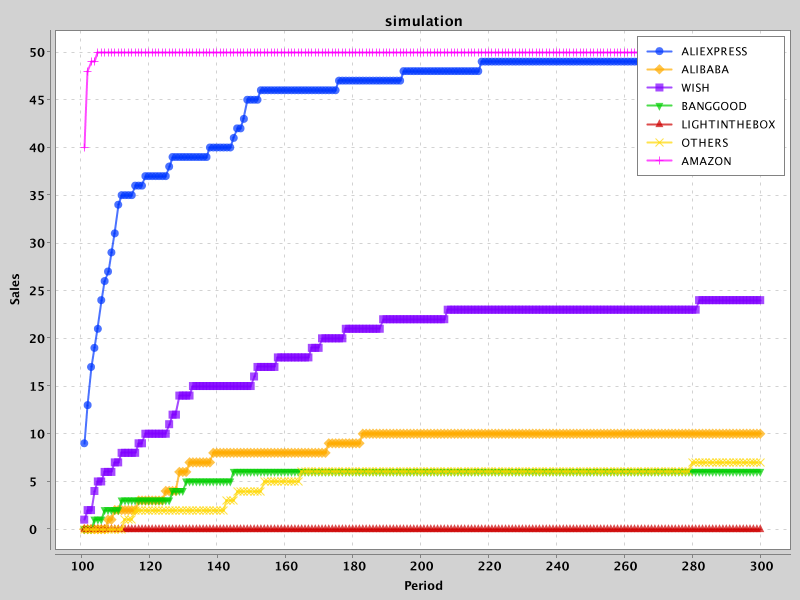 simulation
Sales
50
45
40
35
30
25
20
15
10
5
0
ALIEXPRESS
ALIBABA
WISH
BANGGOOD
LIGHTINTHEBOX
OTHERS
AMAZON
100 120 140 160 180 200 220 240 260 280 300
Period